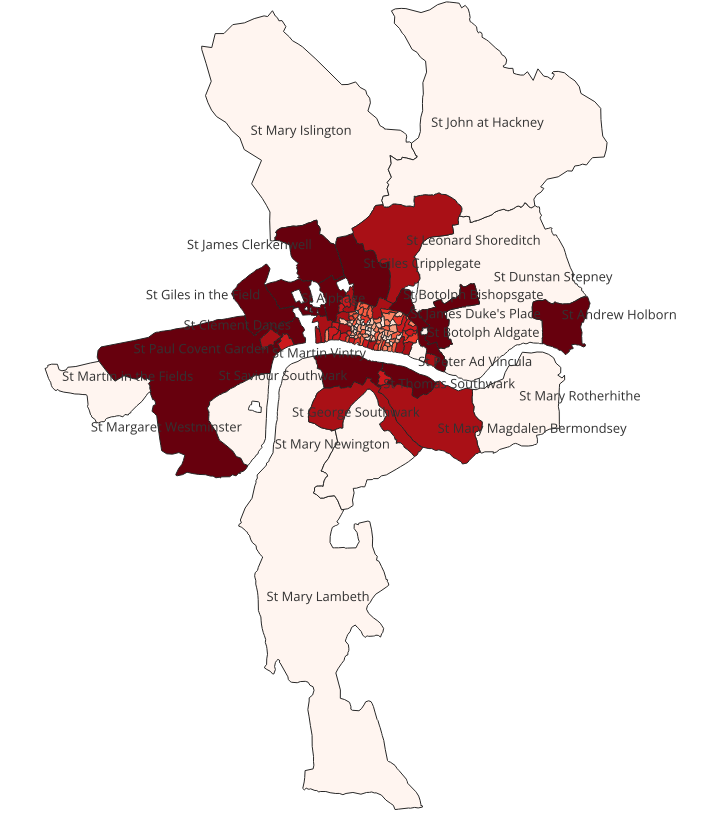 St John at Hackney
St Mary Islington
St Leonard Shoreditch
St James Clerkenwell
St Giles Cripplegate
St Dunstan Stepney
St Giles in the Field
St Botolph Bishopsgate
St Alphage
St James Duke's Place
St Andrew Holborn
St Clement Danes
St Botolph Aldgate
St Paul Covent Garden
St Martin Vintry
St Peter Ad Vincula
St Martin in the Fields
St Saviour Southwark
St Thomas Southwark
St Mary Rotherhithe
St George Southwark
St Margaret Westminster
St Mary Magdalen Bermondsey
St Mary Newington
St Mary Lambeth